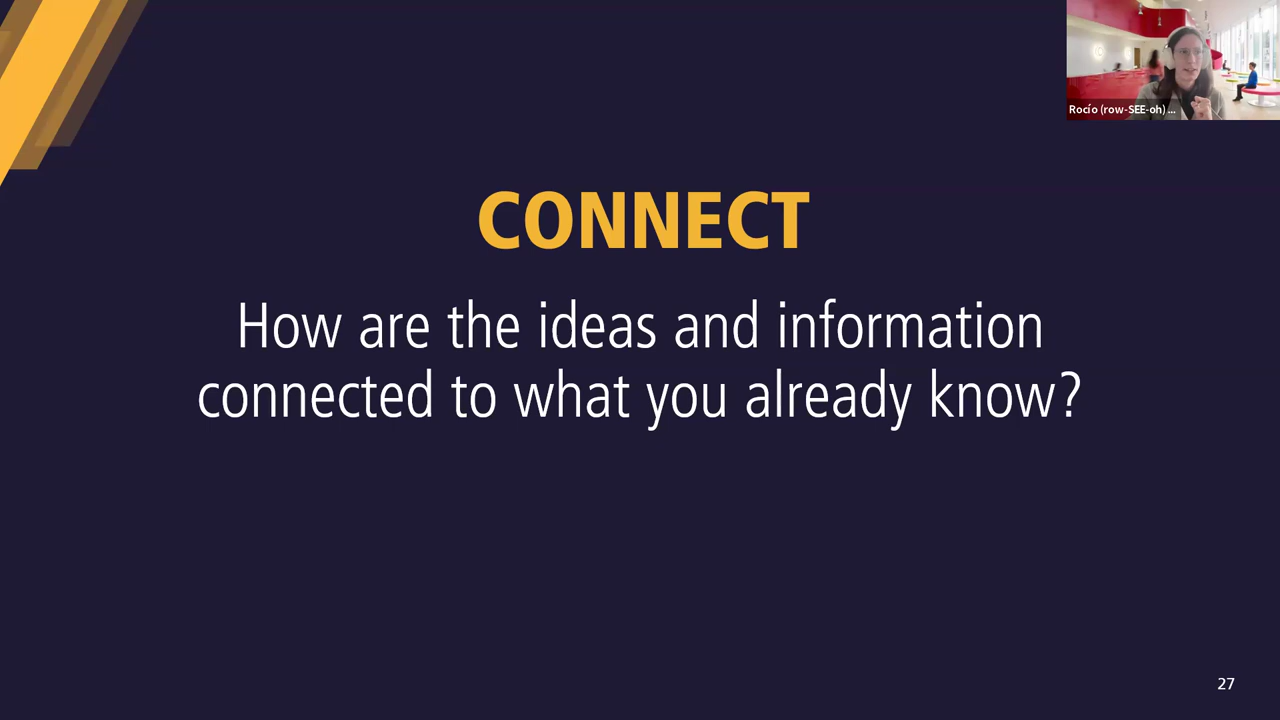 Rocío (row-SEE-oh) ...
CONNECT
How are the ideas and information
connected to what you already know?
27